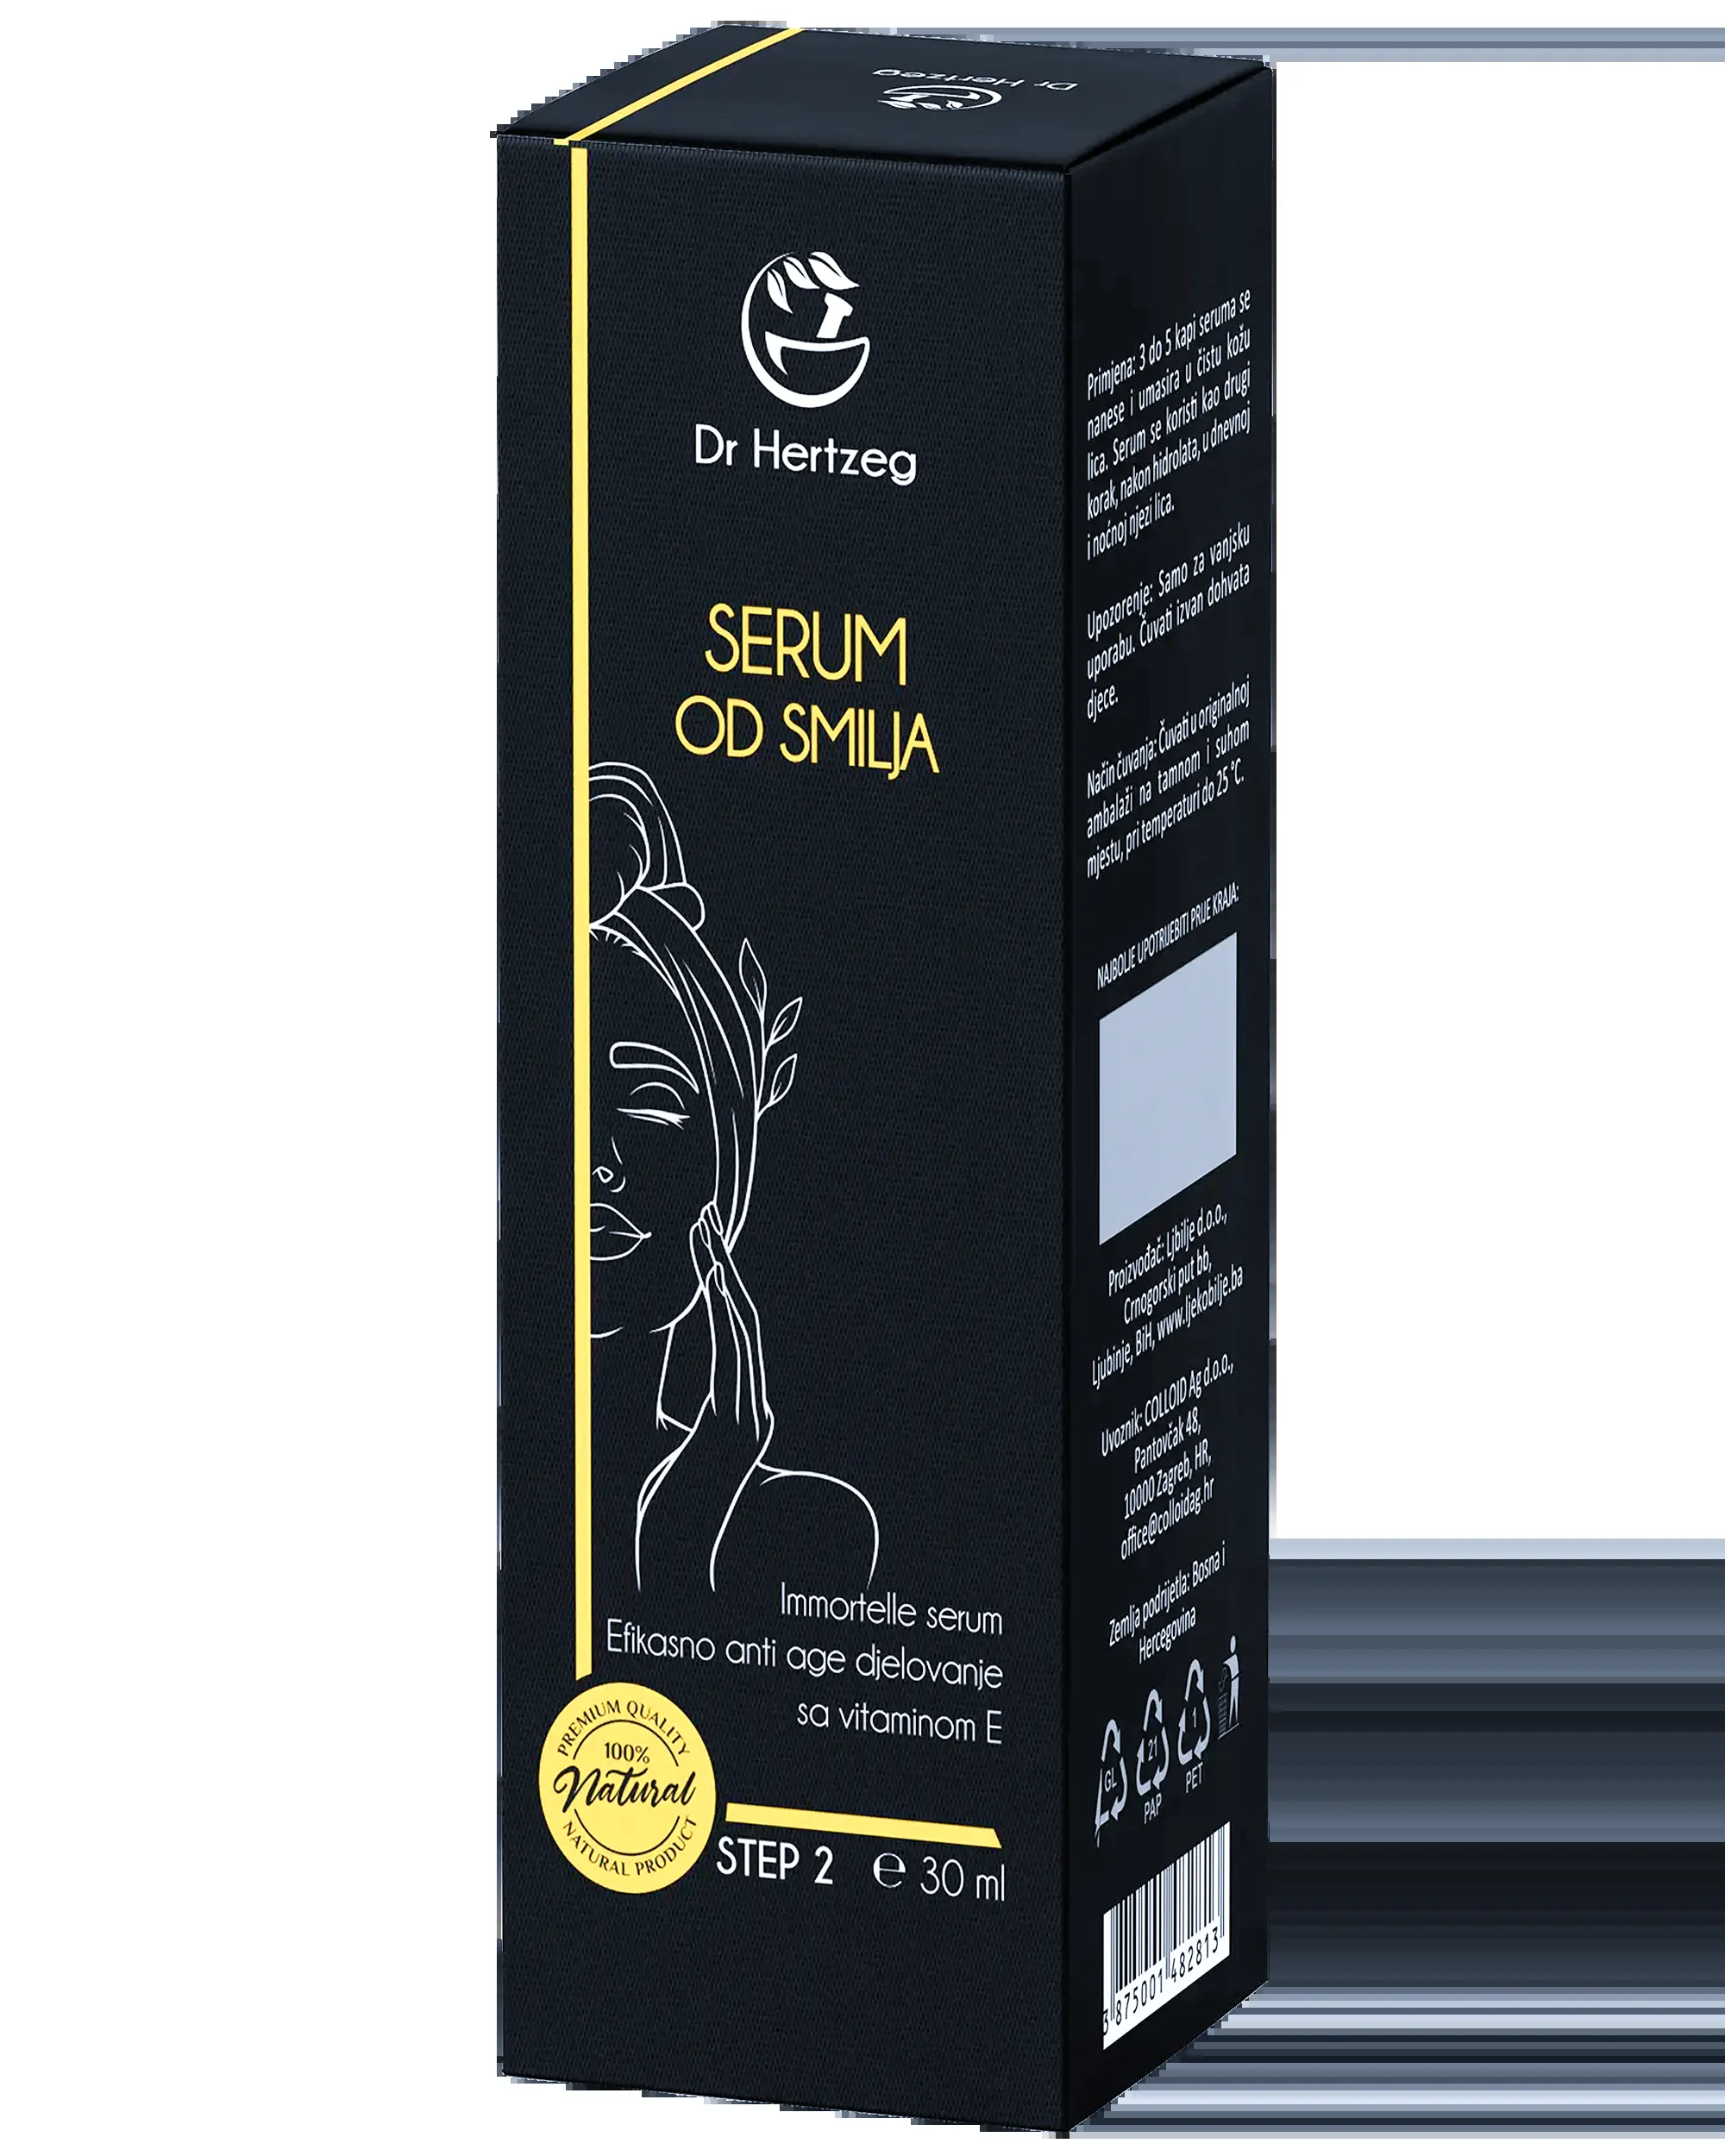 Dr Hertzeg
Dr Hertzeg
SERUM
OD SMILJA
Immortelle serum
Efikasno anti age djelovanje
sa vitaminom E
PREMIUM QUALITY
100%
Natural
NATURAL PRODUCT
STEP 2 ℮ 30 ml
Primjena: 3 do 5 kapi seruma se
nanese i umasira u čistu kožu
lica. Serum se koristi kao drugi
korak, nakon hidrolata, u dnevnoj
i noćnoj njezi lica.
Upozorenje: Samo za vanjsku
uporabu. Čuvati izvan dohvata
djece.
Način čuvanja: Čuvati u originalnoj
ambalaži na tamnom i suhom
mjestu, pri temperaturi do 25 °C.
NAJBOLJE UPOTRIJEBITI PRIJE KRAJA:
Proizvođač: Ljbilje d.o.o.,
Crnogorski put bb,
Ljubinje, BiH, www.ljekobilje.ba
Uvoznik: COLLOID Ag d.o.o.,
Pantovčak 48,
10000 Zagreb, HR,
office@colloidag.hr
Zemlja podrijetla: Bosna i
Hercegovina
GL
21
PAP
1
PET
3 875001 482813